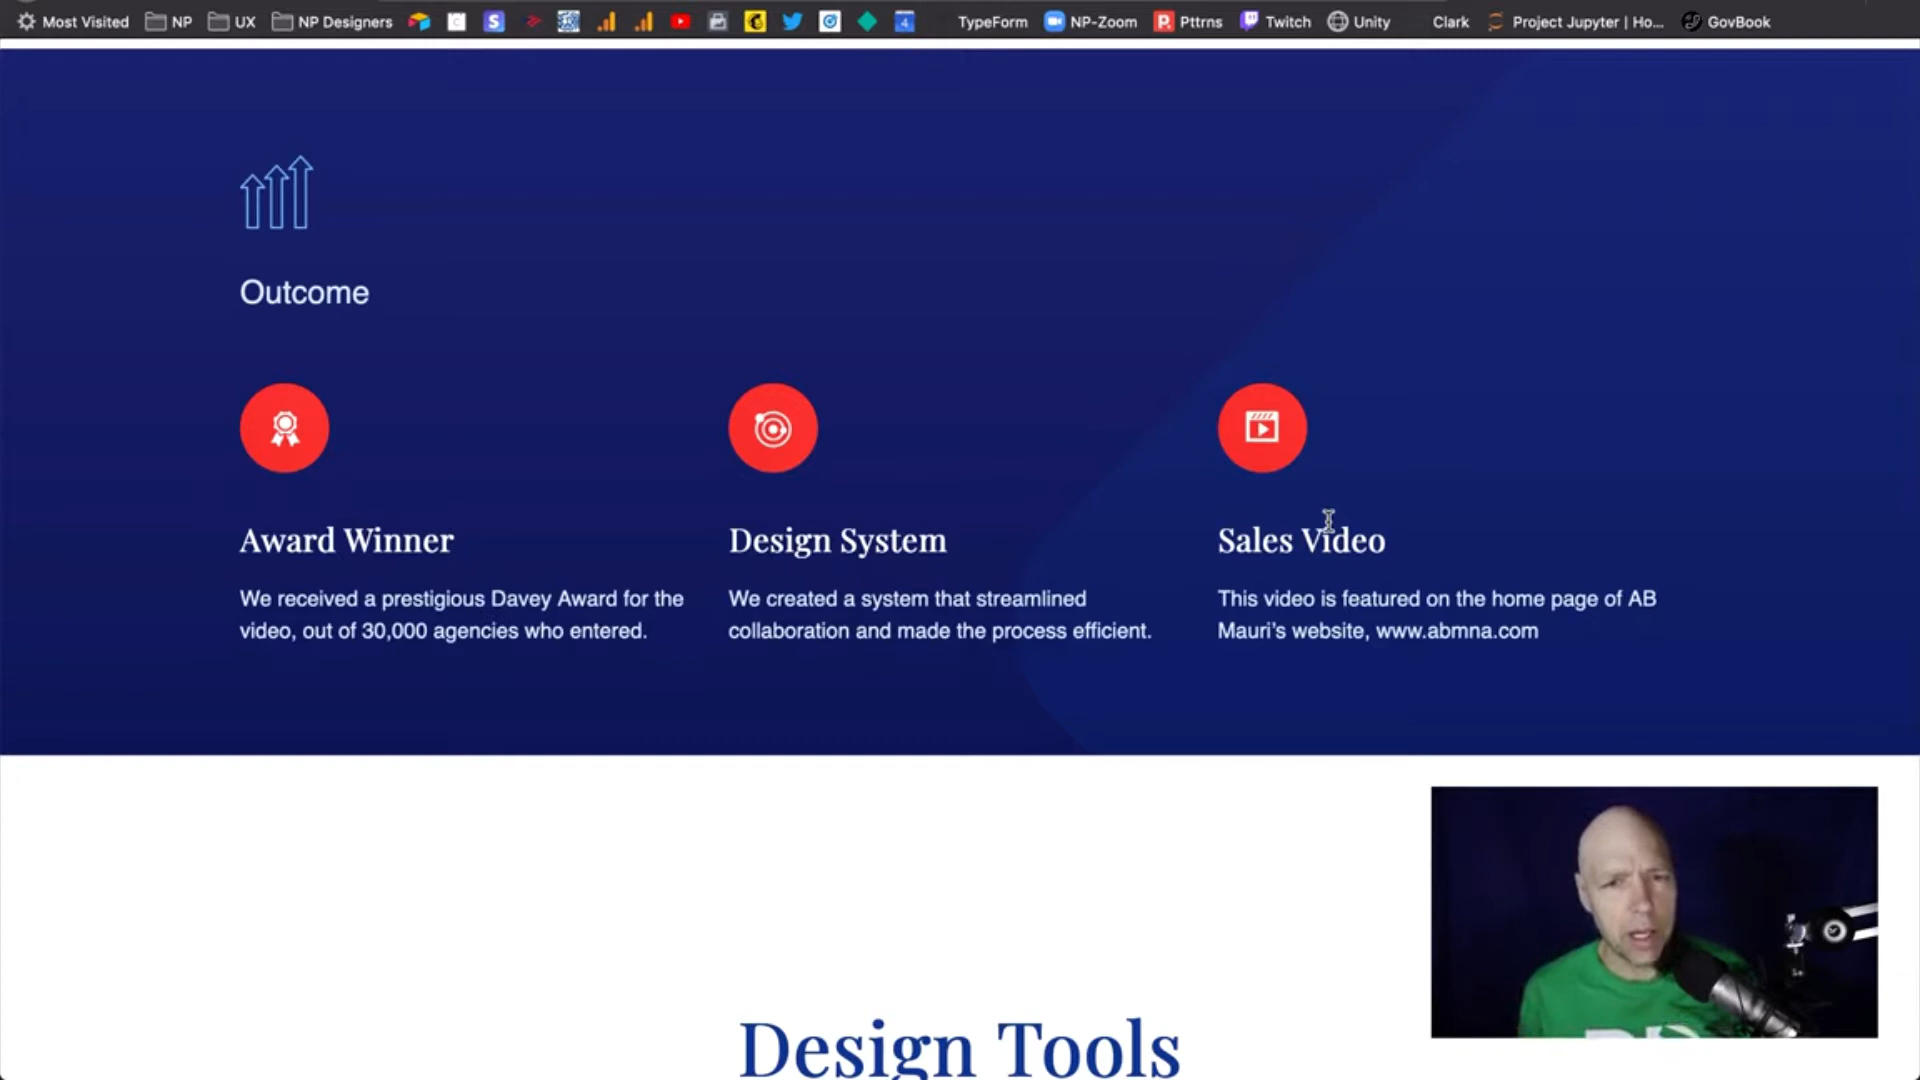 Most Visited NP UX NP Designers TypeForm NP-Zoom Pttrns Twitch Unity Clark Project Jupyter | Ho... GovBook
Outcome
Award Winner
We received a prestigious Davey Award for the
video, out of 30,000 agencies who entered.
Design System
We created a system that streamlined
collaboration and made the process efficient.
Sales Video
This video is featured on the home page of AB
Mauri's website, www.abmna.com
Design Tools